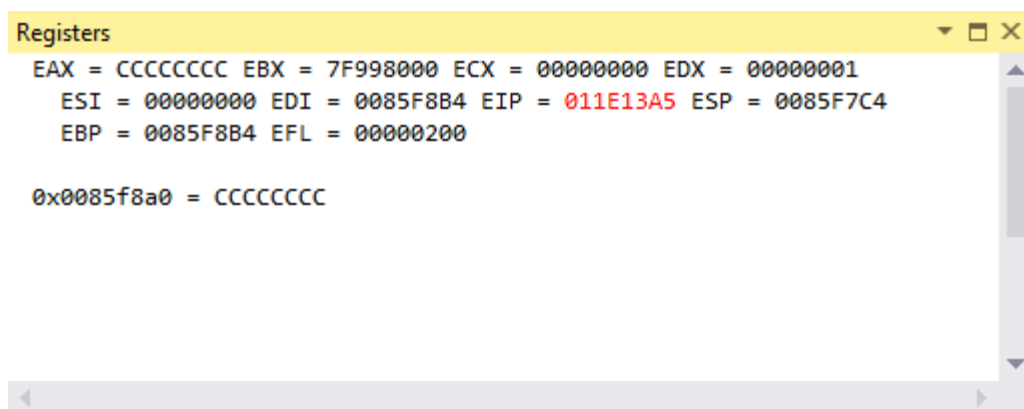 Registers
EAX = CCCCCCCC EBX = 7F998000 ECX = 00000000 EDX = 00000001
ESI = 00000000 EDI = 0085F8B4 EIP = 011E13A5 ESP = 0085F7C4
EBP = 0085F8B4 EFL = 00000200
0x0085f8a0 = CCCCCCCC